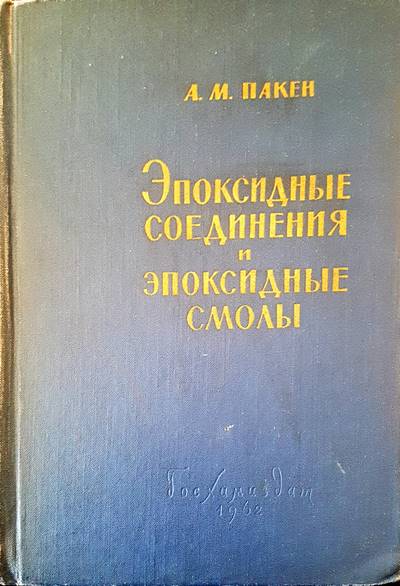 А. М. ПАКЕН
ЭПОКСИДНЫЕ
СОЕДИНЕНИЯ
И
ЭПОКСИДНЫЕ
СМОЛЫ
Госхимиздат
1962